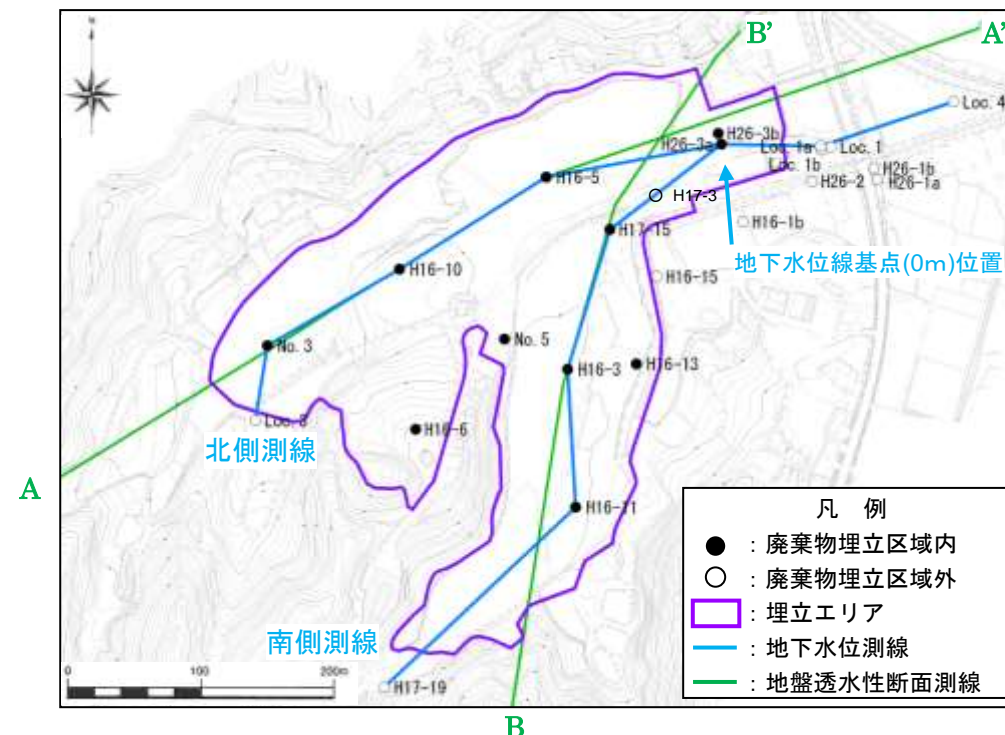 N
B'
A'
Loc. 4
H26-3b
H26-3a
Loc. 1a
Loc. 1
Loc. 1b
H26-1b
H26-1a
H26-2
H16-5
H17-3
H16-1b
H17-15
地下水位線基点(0m)位置
H16-10
H16-15
No. 3
No. 5
H16-3
H16-13
Loc. 3
H16-6
北側測線
A
H16-11
南側測線
H17-19
0 100 200m
B
凡 例
● : 廃棄物埋立区域内
○ : 廃棄物埋立区域外
: 埋立エリア
: 地下水位測線
: 地盤透水性断面測線